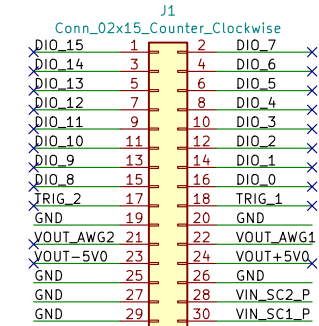 J1
Conn_02x15_Counter_Clockwise
DIO_15 1 2 DIO_7
DIO_14 3 4 DIO_6
DIO_13 5 6 DIO_5
DIO_12 7 8 DIO_4
DIO_11 9 10 DIO_3
DIO_10 11 12 DIO_2
DIO_9 13 14 DIO_1
DIO_8 15 16 DIO_0
TRIG_2 17 18 TRIG_1
GND 19 20 GND
VOUT_AWG2 21 22 VOUT_AWG1
VOUT-5V0 23 24 VOUT+5V0
GND 25 26 GND
GND 27 28 VIN_SC2_P
GND 29 30 VIN_SC1_P